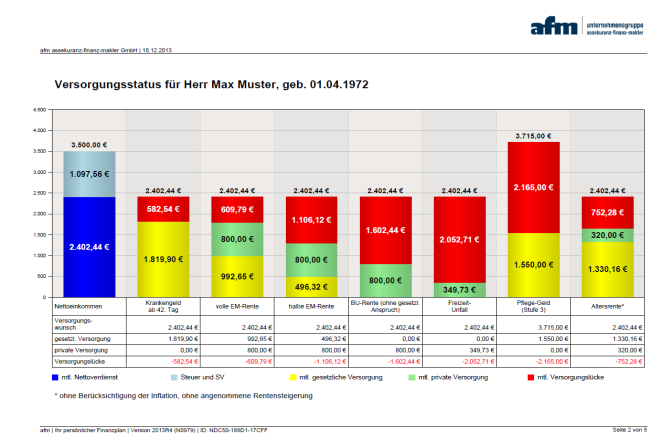 afm unternehmensgruppe
assekuranz-finanz-makler
afm assekuranz-finanz-makler GmbH | 18.12.2013
Versorgungsstatus für Herr Max Muster, geb. 01.04.1972
4.500
4.000
3.500
3.000
2.500
2.000
1.500
1.000
500
0
3.500,00 €
1.097,56 €
2.402,44 €
2.402,44 €
582,54 €
1.819,90 €
2.402,44 €
609,79 €
800,00 €
992,65 €
2.402,44 €
1.106,12 €
800,00 €
496,32 €
2.402,44 €
1.602,44 €
800,00 €
2.402,44 €
2.052,71 €
349,73 €
3.715,00 €
2.165,00 €
1.550,00 €
2.402,44 €
752,28 €
320,00 €
1.330,16 €
Nettoeinkommen
Krankengeld
ab 42. Tag
volle EM-Rente
halbe EM-Rente
BU-Rente (ohne gesetzl.
Anspruch)
Freizeit-
Unfall
Pflege-Geld
(Stufe 3)
Altersrente*
Versorgungs-
wunsch 2.402,44 € 2.402,44 € 2.402,44 € 2.402,44 € 2.402,44 € 3.715,00 € 2.402,44 €
gesetzl. Versorgung 1.819,90 € 992,65 € 496,32 € 0,00 € 0,00 € 1.550,00 € 1.330,16 €
private Versorgung 0,00 € 800,00 € 800,00 € 800,00 € 349,73 € 0,00 € 320,00 €
Versorgungslücke -582,54 € -609,79 € -1.106,12 € -1.602,44 € -2.052,71 € -2.165,00 € -752,28 €
mtl. Nettoverdienst Steuer und SV mtl. gesetzliche Versorgung mtl. private Versorgung mtl. Versorgungslücke
* ohne Berücksichtigung der Inflation, ohne angenommene Rentensteigerung
afm | Ihr persönlicher Finanzplan | Version 2013R4 (N0979) | ID: NDC50-188D1-17CFF Seite 2 von 5